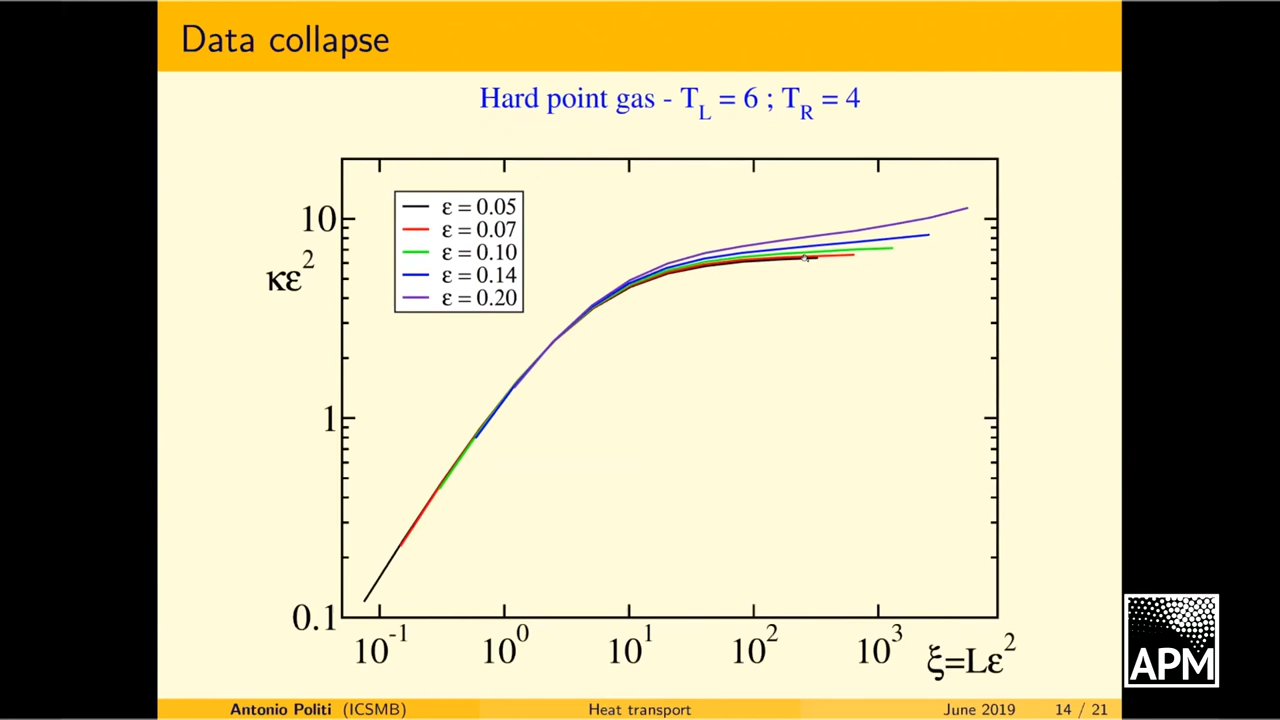 Data collapse
Hard point gas - T_L = 6 ; T_R = 4
10
κε²
1
0.1
ε = 0.05
ε = 0.07
ε = 0.10
ε = 0.14
ε = 0.20
10⁻¹ 10⁰ 10¹ 10² 10³ ξ=Lε²
APM
Antonio Politi (ICSMB) Heat transport June 2019 14 / 21